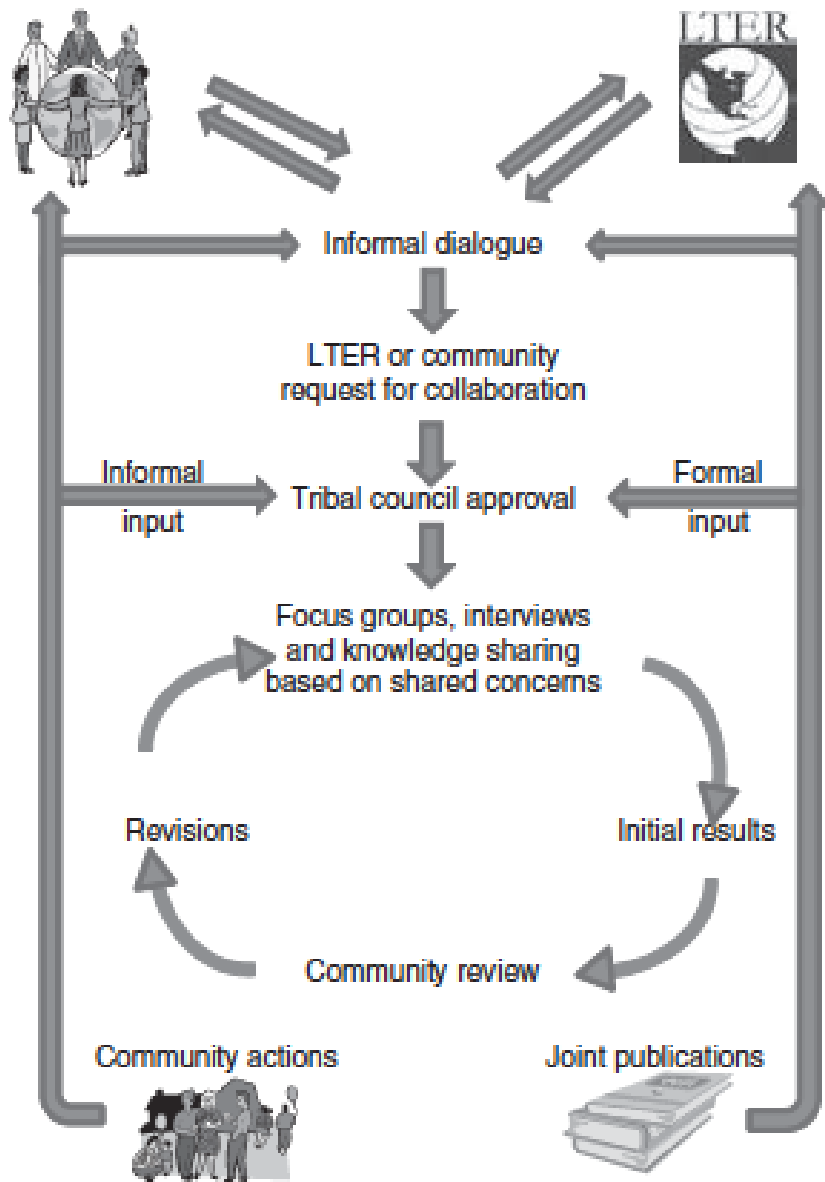 LTER
Informal dialogue
LTER or community
request for collaboration
Informal
input
Tribal council approval
Formal
input
Focus groups, interviews
and knowledge sharing
based on shared concerns
Revisions
Initial results
Community review
Community actions
Joint publications